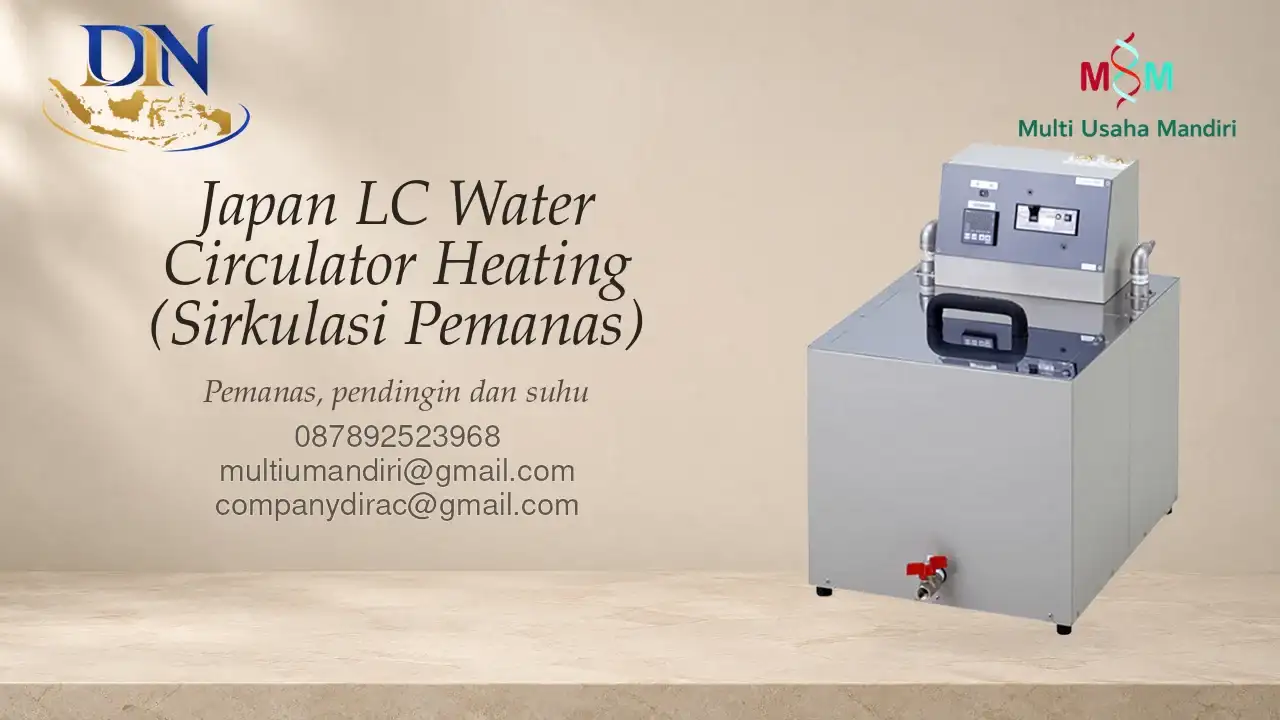 DIN
MSM
Multi Usaha Mandiri
Japan LC Water
Circulator Heating
(Sirkulasi Pemanas)
Pemanas, pendingin dan suhu
087892523968
multiumandiri@gmail.com
companydirac@gmail.com